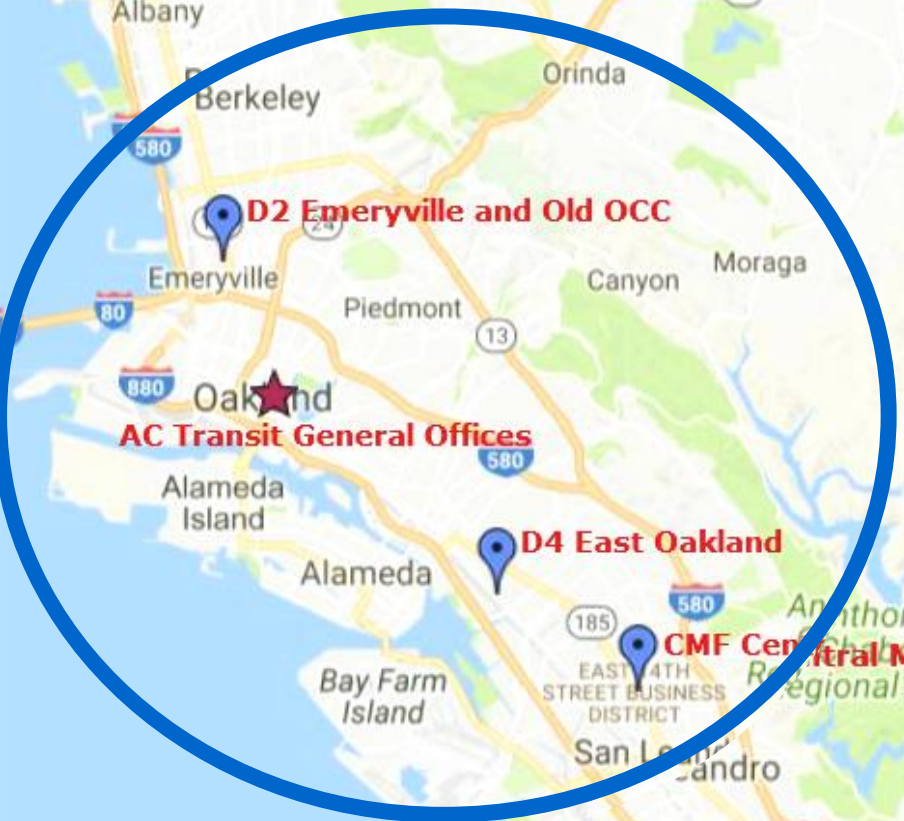 Albany
Orinda
Berkeley
580
D2 Emeryville and Old OCC
24
Emeryville
Canyon
Moraga
80
Piedmont
13
880
Oakland
AC Transit General Offices
580
Alameda
Island
D4 East Oakland
Alameda
580
185
CMF Central M
EAST 14TH
STREET BUSINESS
DISTRICT
Bay Farm
Island
Regional
San Leandro